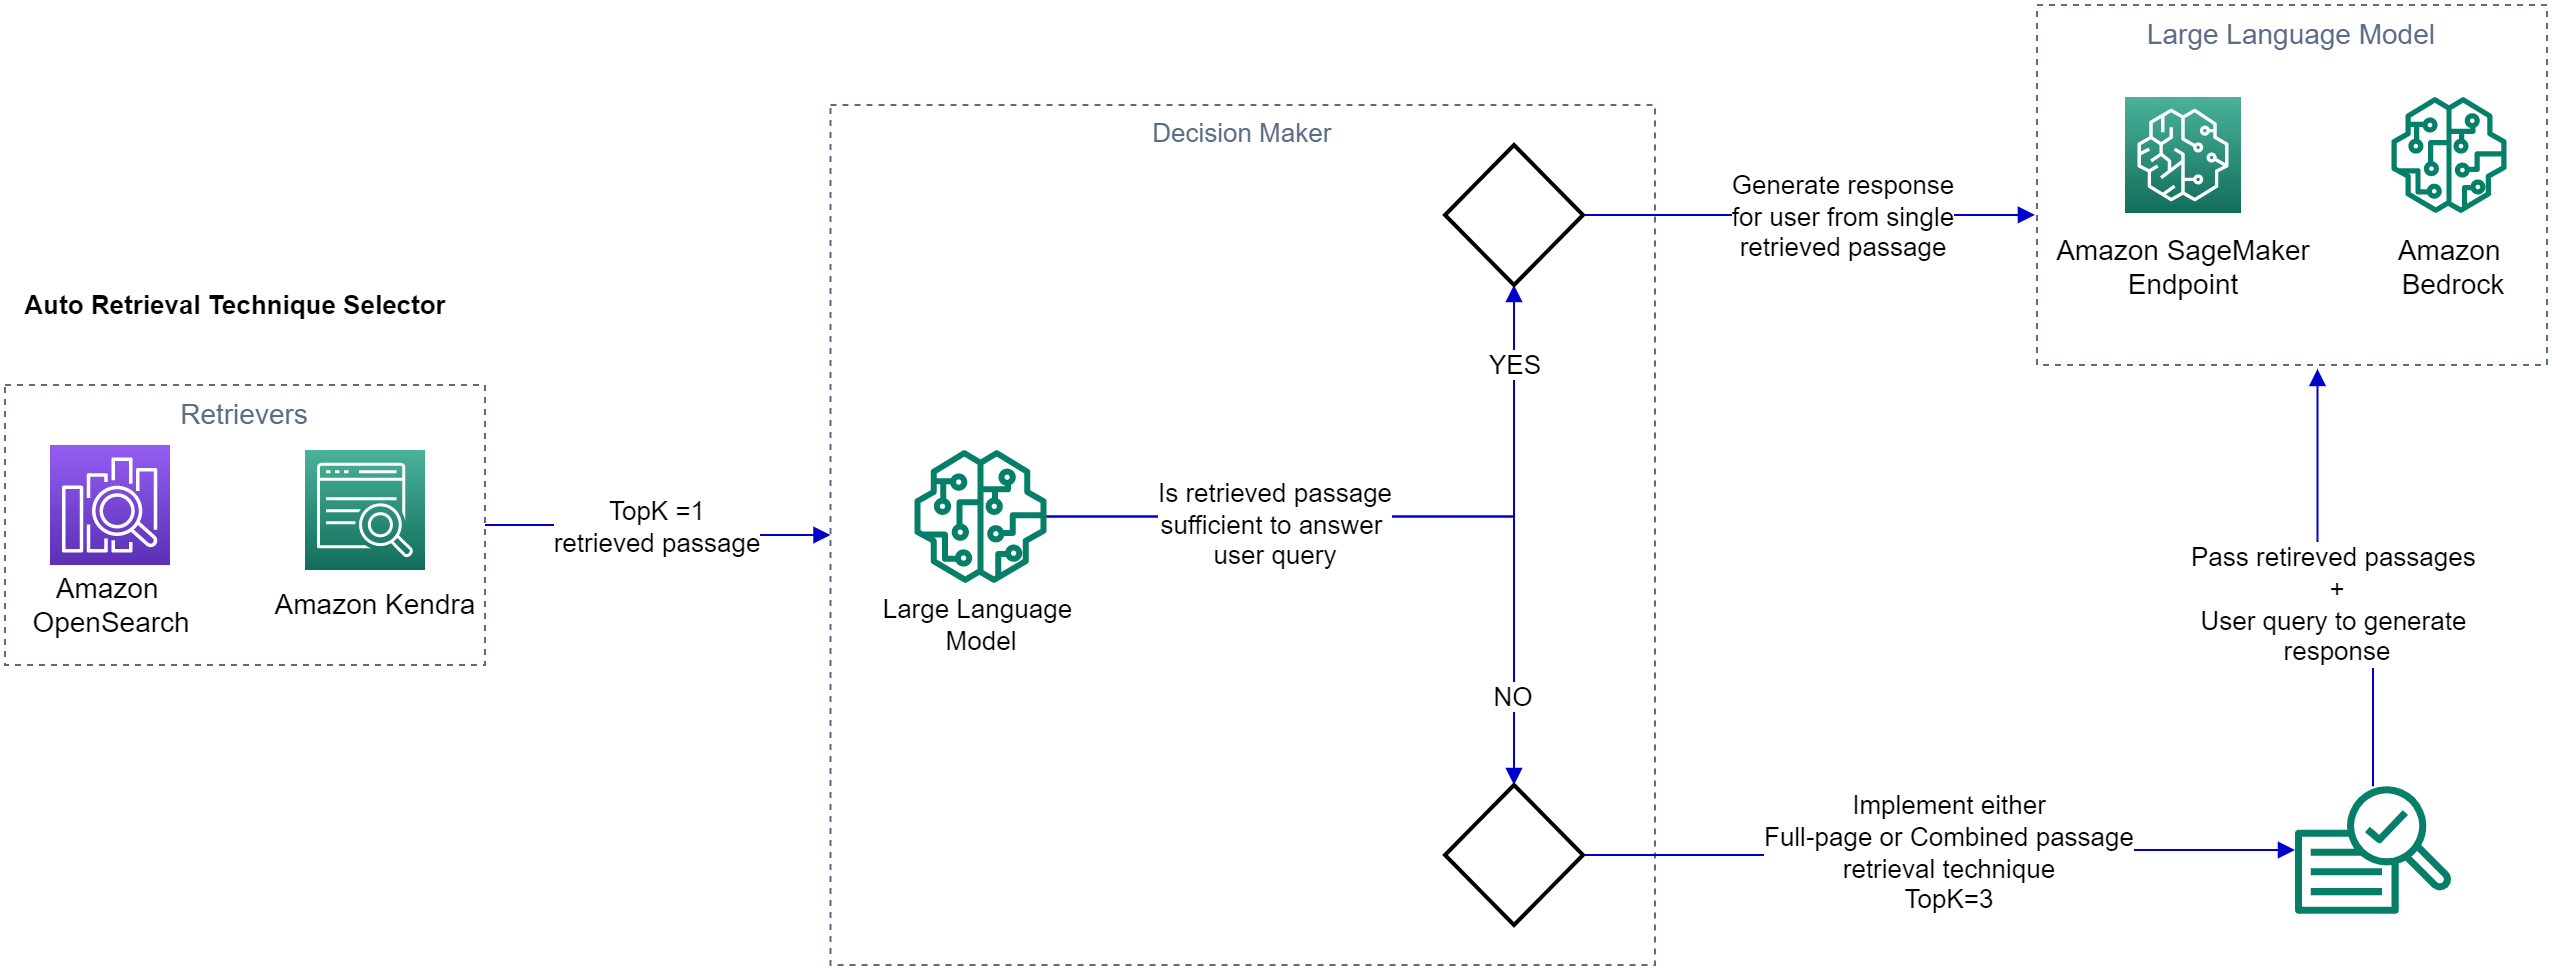 Auto Retrieval Technique Selector
Retrievers
Amazon
OpenSearch
Amazon Kendra
TopK =1
retrieved passage
Decision Maker
Large Language
Model
Is retrieved passage
sufficient to answer
user query
YES
NO
Generate response
for user from single
retrieved passage
Large Language Model
Amazon SageMaker
Endpoint
Amazon
Bedrock
Implement either
Full-page or Combined passage
retrieval technique
TopK=3
Pass retireved passages
+
User query to generate
response